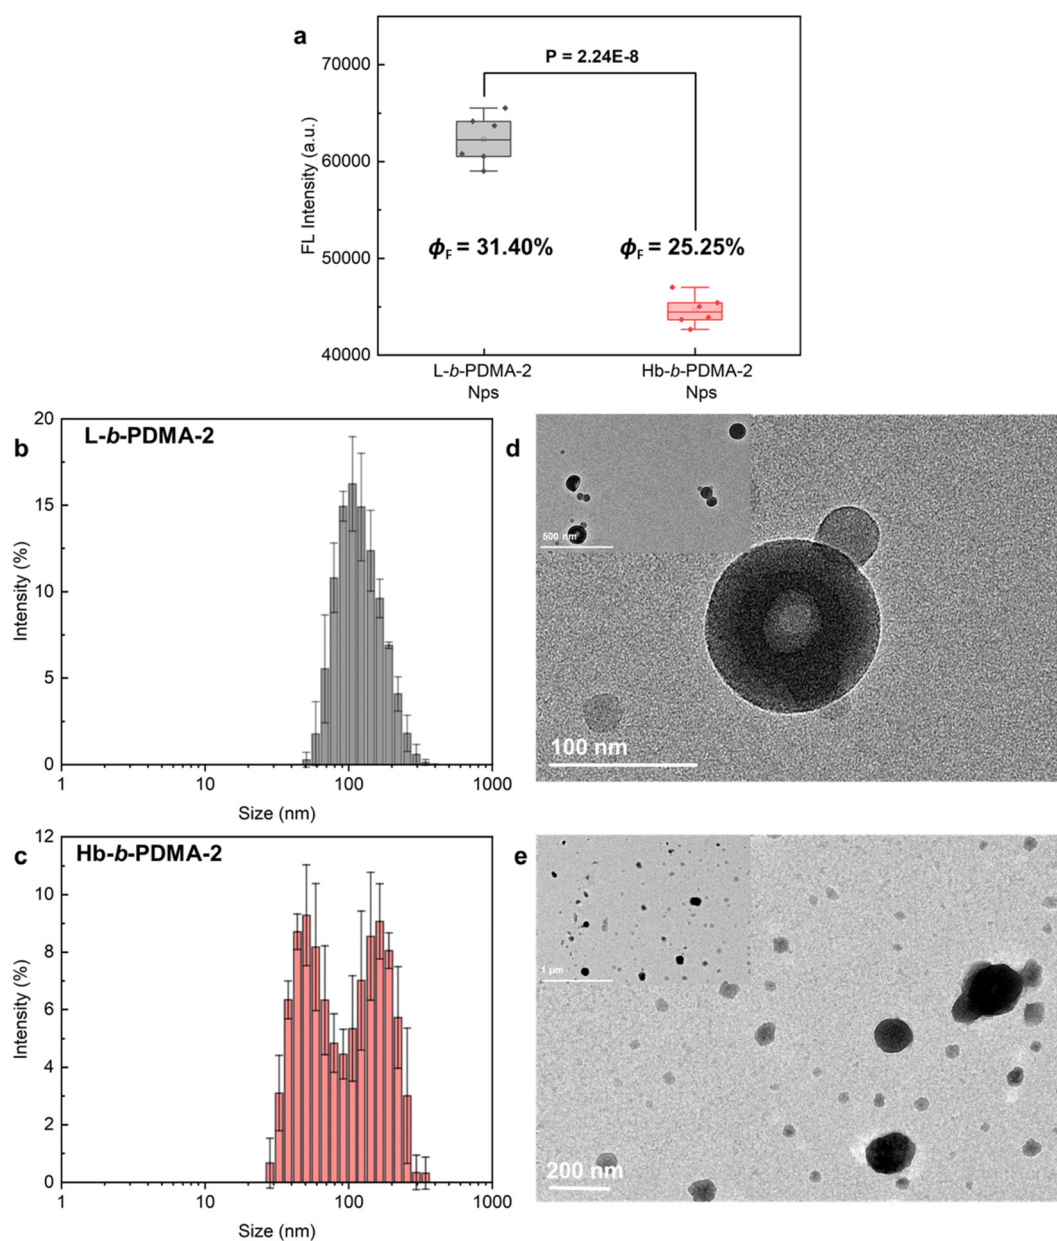 a
P = 2.24E-8
70000
60000
50000
40000
FL Intensity (a.u.)
ϕF = 31.40%
ϕF = 25.25%
L-b-PDMA-2
Nps
Hb-b-PDMA-2
Nps
b
L-b-PDMA-2
20
15
10
5
0
Intensity (%)
1
10
100
1000
Size (nm)
d
500 nm
100 nm
c
Hb-b-PDMA-2
12
10
8
6
4
2
0
Intensity (%)
1
10
100
1000
Size (nm)
e
1 µm
200 nm